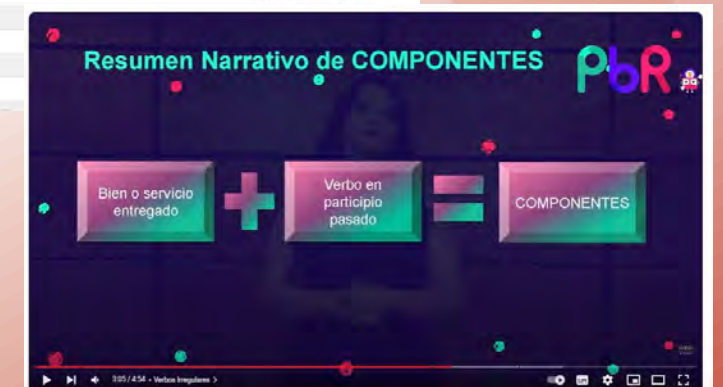 Resumen Narrativo de COMPONENTES
PbR
Bien o servicio
entregado
Verbo en
participio
pasado
COMPONENTES
3:05 / 4:54 • Verbos Irregulares >